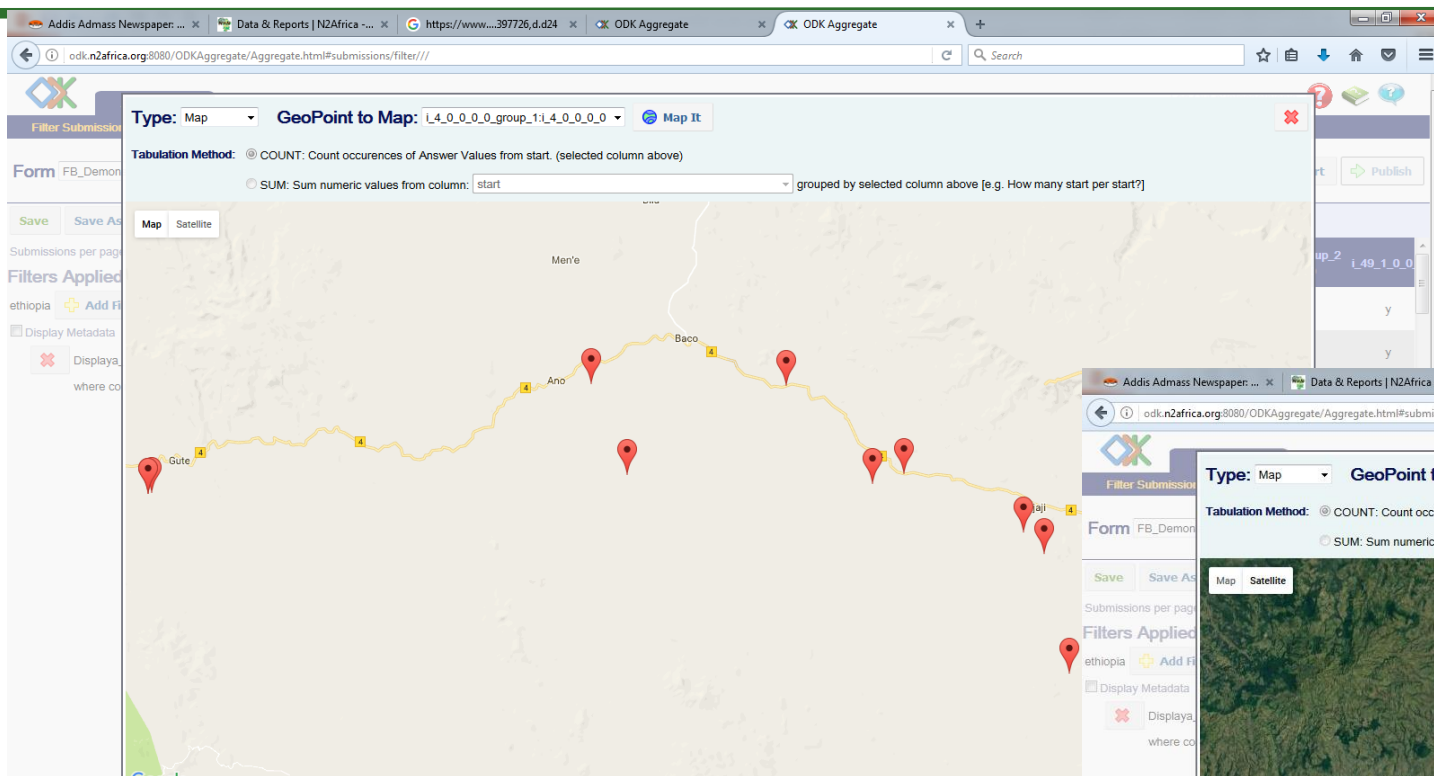 Addis Admass Newspaper: ... × Data & Reports | N2Africa -... × https://www....397726,d.d24 × ODK Aggregate × ODK Aggregate × +
odk.n2africa.org:8080/ODKAggregate/Aggregate.html#submissions/filter/// Search
Filter Submission
Type: Map GeoPoint to Map: i_4_0_0_0_group_1:i_4_0_0_0_0 Map It
Tabulation Method: COUNT: Count occurences of Answer Values from start. (selected column above)
Form FB_Demon
SUM: Sum numeric values from column: start grouped by selected column above [e.g. How many start per start?]
rt Publish
Save Save As
Map Satellite
Submissions per page
Filters Applied
ethiopia Add Fi
Display Metadata
Displaya_
where co
up_2 i_49_1_0_0
y
y
Men'e
Baco
4
Ano
4
4
Gute
4
jaji
4
Addis Admass Newspaper: ... × Data & Reports | N2Africa
odk.n2africa.org:8080/ODKAggregate/Aggregate.html#submi
Filter Submission
Type: Map GeoPoint t
Tabulation Method: COUNT: Count occ
Form FB_Demon
SUM: Sum numeric
Save Save As
Map Satellite
Submissions per page
Filters Applied
ethiopia Add Fi
Display Metadata
Displaya_
where co